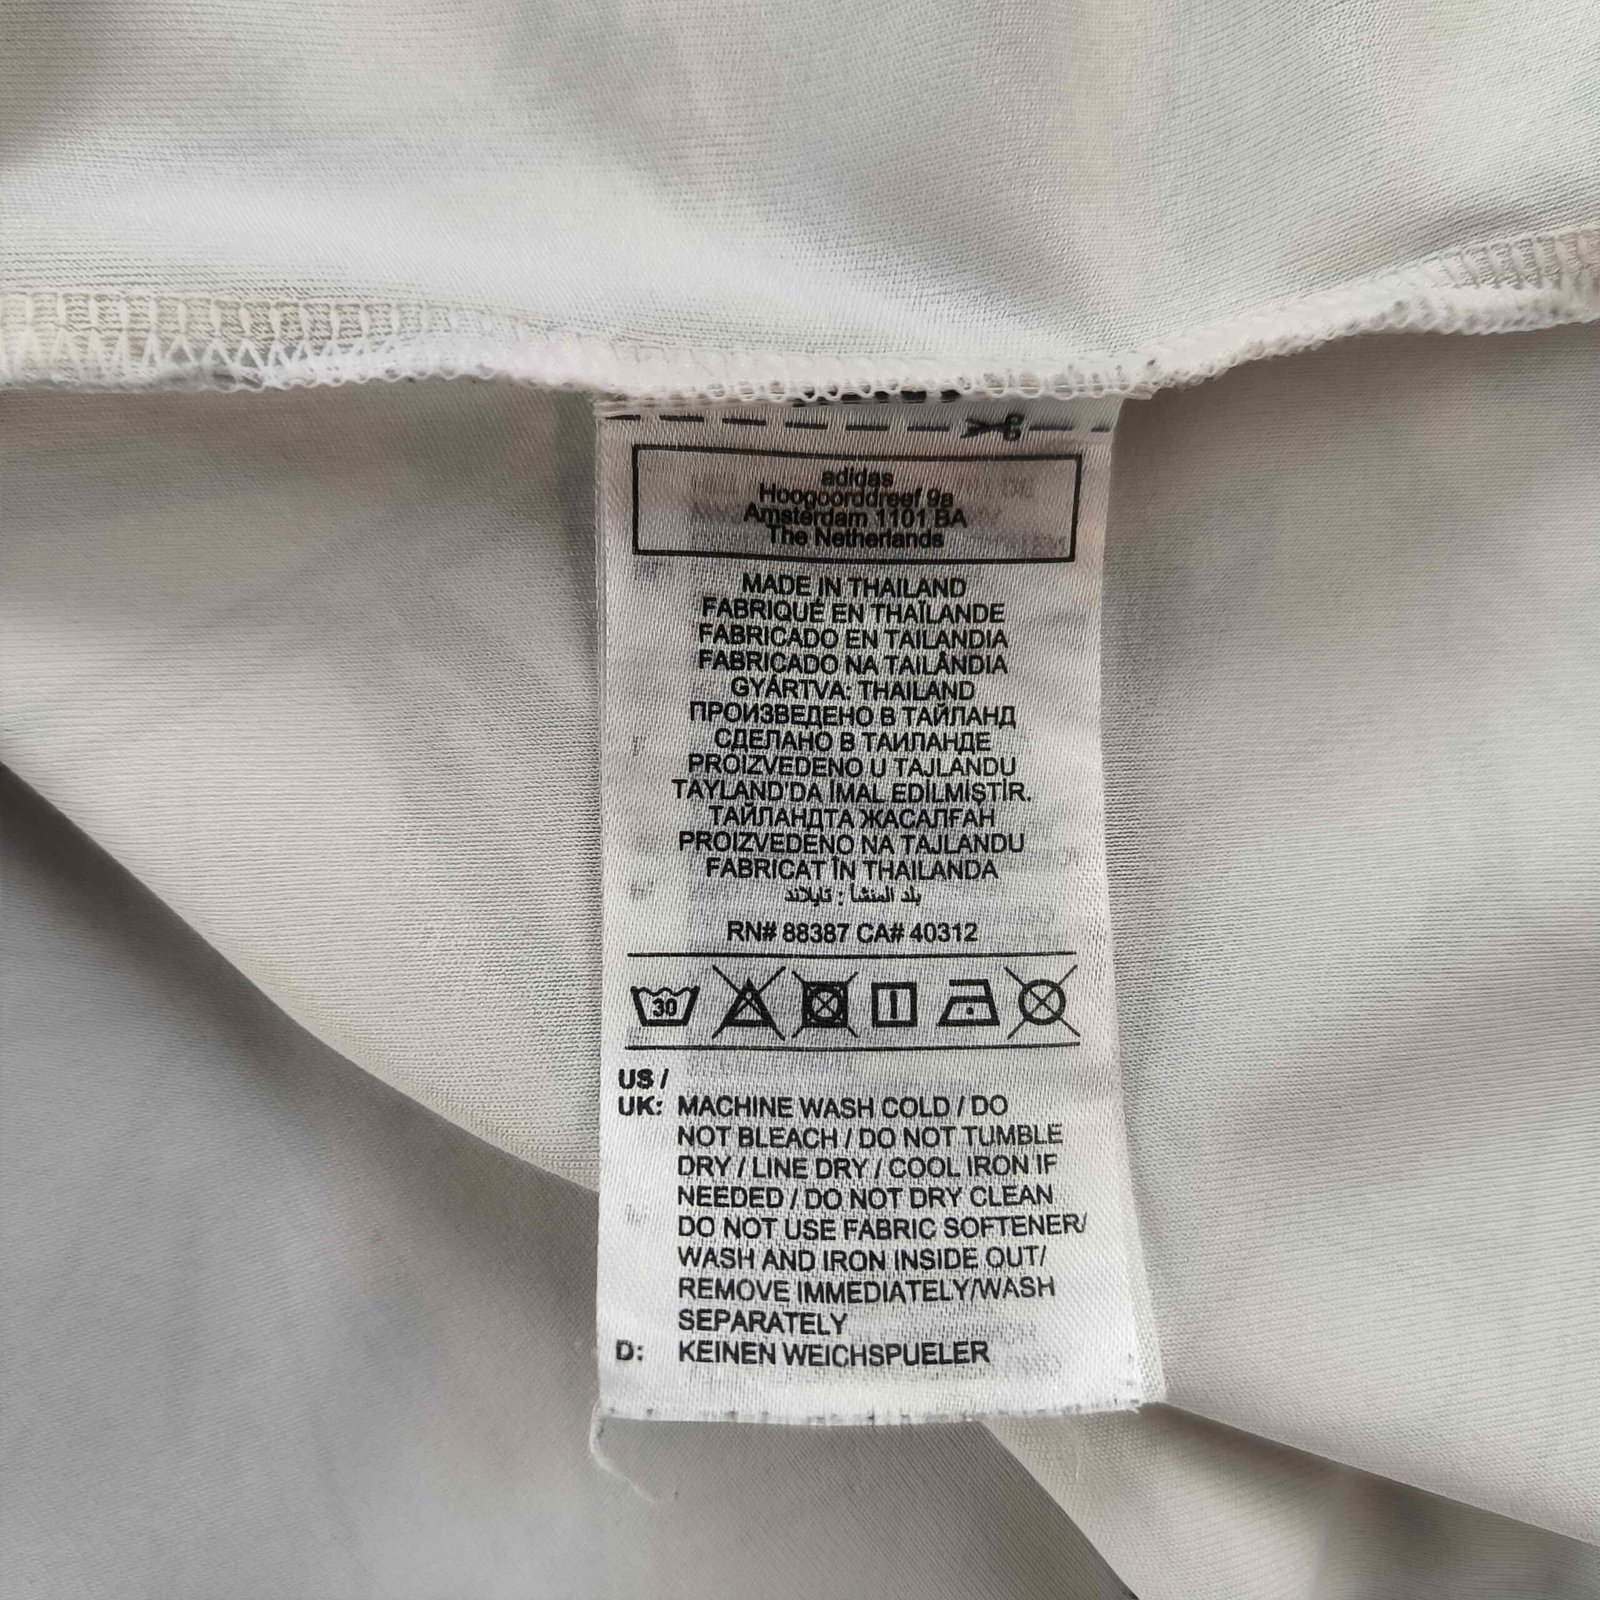 adidas
Hoogoorddreef 9a
Amsterdam 1101 BA
The Netherlands
MADE IN THAILAND
FABRIQUÉ EN THAÏLANDE
FABRICADO EN TAILANDIA
FABRICADO NA TAILÂNDIA
GYÁRTVA: THAILAND
ПРОИЗВЕДЕНО В ТАЙЛАНД
СДЕЛАНО В ТАИЛАНДЕ
PROIZVEDENO U TAJLANDU
TAYLAND'DA İMAL EDİLMİŞTİR.
ТАЙЛАНДТА ЖАСАЛҒАН
PROIZVEDENO NA TAJLANDU
FABRICAT ÎN THAILANDA
بلد المنشأ : تايلاند
RN# 88387 CA# 40312
30
US /
UK: MACHINE WASH COLD / DO
NOT BLEACH / DO NOT TUMBLE
DRY / LINE DRY / COOL IRON IF
NEEDED / DO NOT DRY CLEAN
DO NOT USE FABRIC SOFTENER/
WASH AND IRON INSIDE OUT/
REMOVE IMMEDIATELY/WASH
SEPARATELY
D: KEINEN WEICHSPUELER